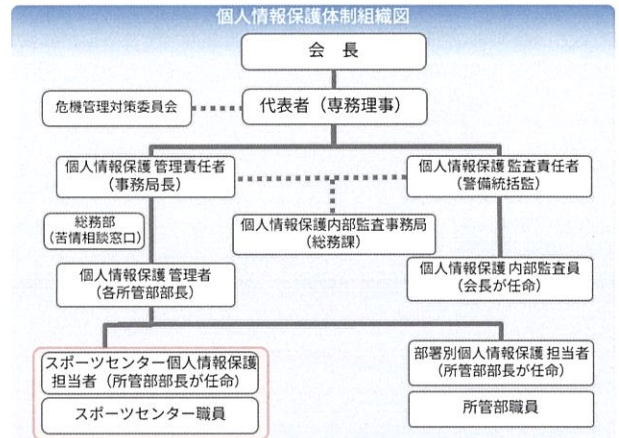 個人情報保護体制組織図
会 長
危機管理対策委員会
代表者（専務理事）
個人情報保護 管理責任者
（事務局長）
個人情報保護 監査責任者
（警備統括監）
総務部
（苦情相談窓口）
個人情報保護内部監査事務局
（総務課）
個人情報保護 管理者
（各所管部部長）
個人情報保護 内部監査員
（会長が任命）
スポーツセンター個人情報保護
担当者（所管部部長が任命）
スポーツセンター職員
部署別個人情報保護 担当者
（所管部部長が任命）
所管部職員